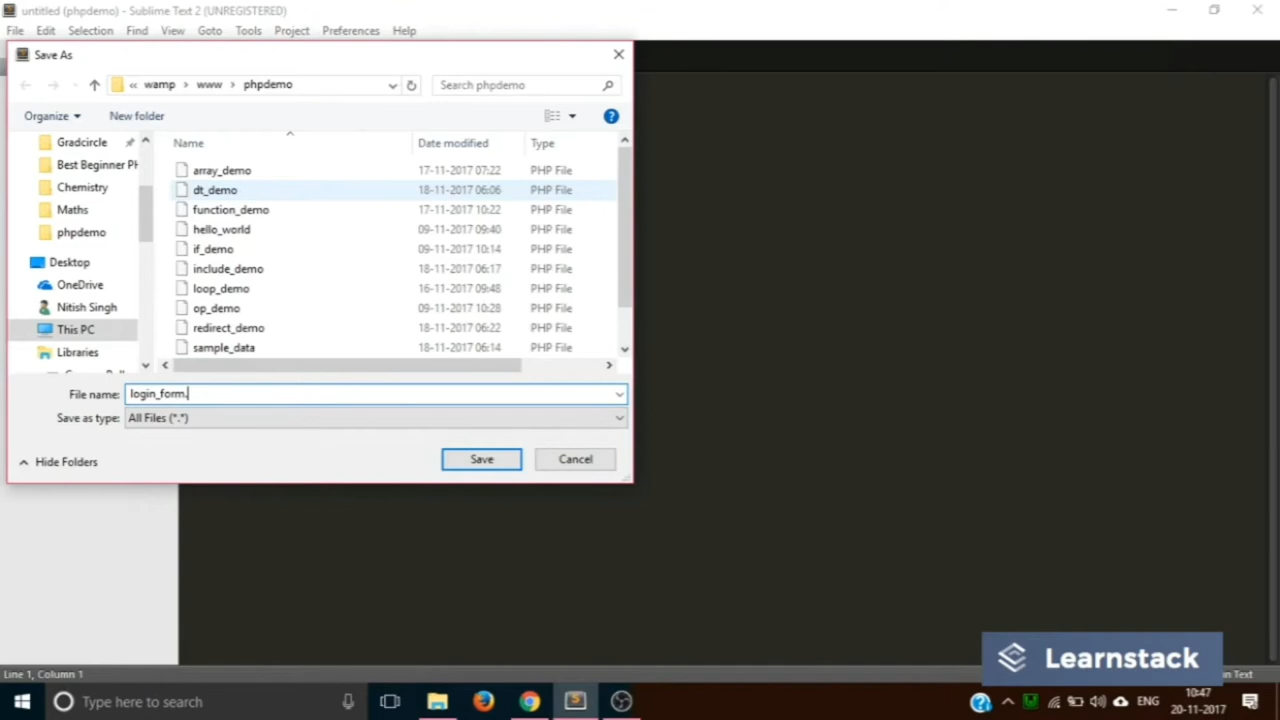 untitled (phpdemo) - Sublime Text 2 (UNREGISTERED)
File Edit Selection Find View Goto Tools Project Preferences Help
Save As
« wamp › www › phpdemo
Search phpdemo
Organize
New folder
Name Date modified Type
Gradcircle
Best Beginner PH
Chemistry
Maths
phpdemo
Desktop
OneDrive
Nitish Singh
This PC
Libraries
array_demo 17-11-2017 07:22 PHP File
dt_demo 18-11-2017 06:06 PHP File
function_demo 17-11-2017 10:22 PHP File
hello_world 09-11-2017 09:40 PHP File
if_demo 09-11-2017 10:14 PHP File
include_demo 18-11-2017 06:17 PHP File
loop_demo 16-11-2017 09:48 PHP File
op_demo 09-11-2017 10:28 PHP File
redirect_demo 18-11-2017 06:22 PHP File
sample_data 18-11-2017 06:14 PHP File
File name: login_form.
Save as type: All Files (*.*)
Hide Folders
Save
Cancel
Learnstack
Line 1, Column 1
Text
Type here to search
ENG
10:47
20-11-2017